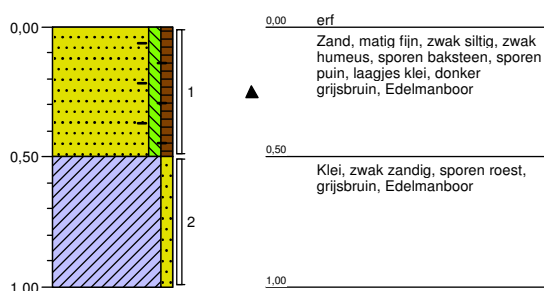 0,00
0,50
1,00
1
2
0,00
erf
Zand, matig fijn, zwak siltig, zwak
humeus, sporen baksteen, sporen
puin, laagjes klei, donker
grijsbruin, Edelmanboor
0,50
Klei, zwak zandig, sporen roest,
grijsbruin, Edelmanboor
1,00